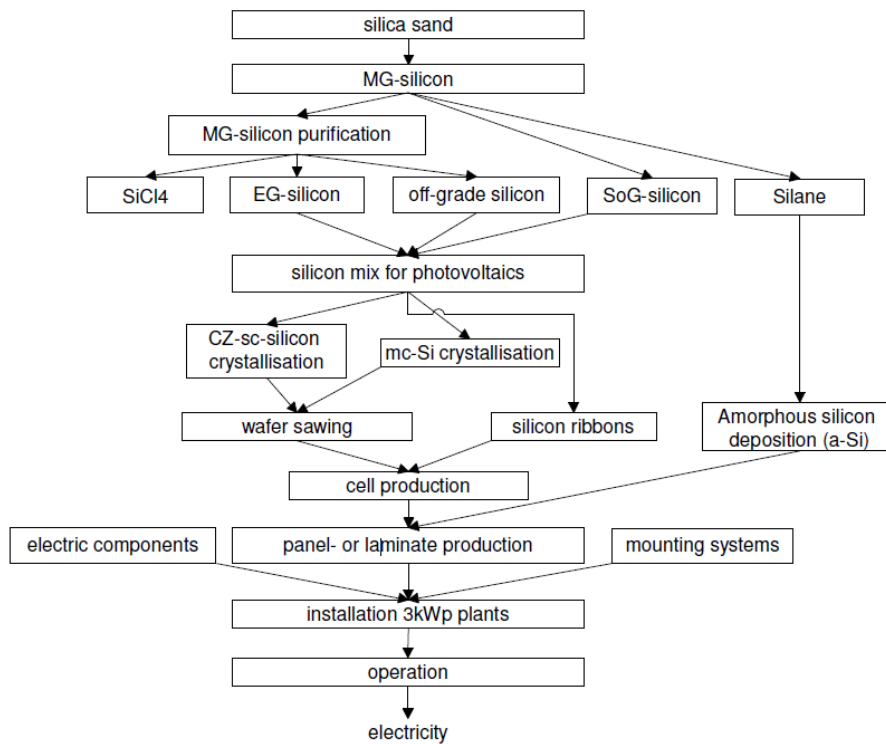 silica sand
MG-silicon
MG-silicon purification
SiCl4
EG-silicon
off-grade silicon
SoG-silicon
Silane
silicon mix for photovoltaics
CZ-sc-silicon
crystallisation
mc-Si crystallisation
wafer sawing
silicon ribbons
Amorphous silicon
deposition (a-Si)
cell production
electric components
panel- or laminate production
mounting systems
installation 3kWp plants
operation
electricity